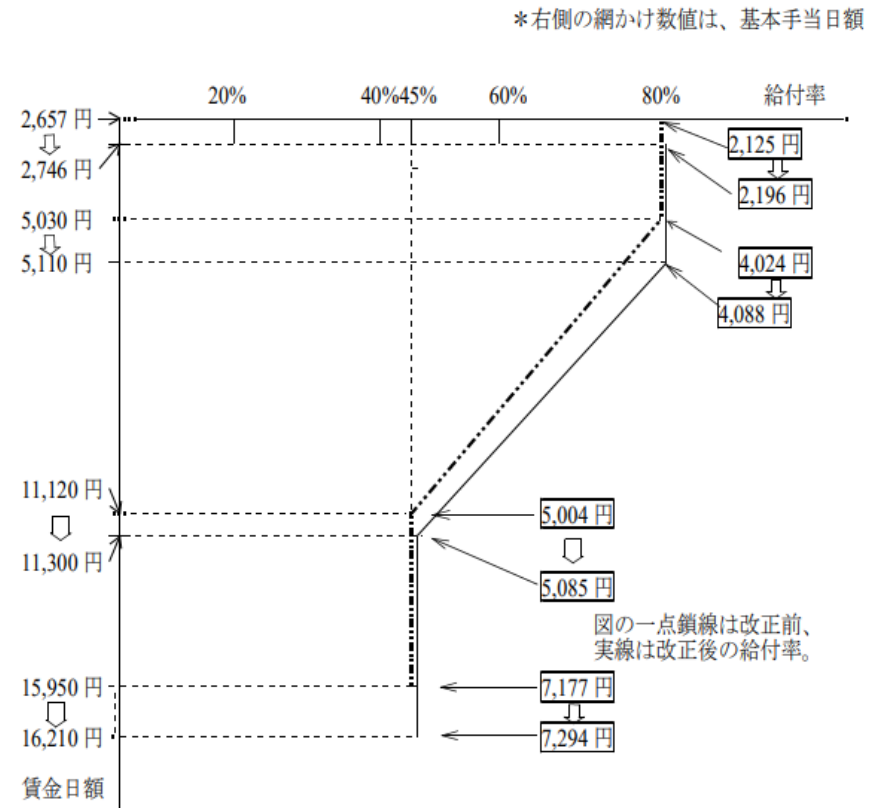 ＊右側の網かけ数値は、基本手当日額
20% 40%45% 60% 80% 給付率
2,657 円
2,746 円
5,030 円
5,110 円
2,125 円
2,196 円
4,024 円
4,088 円
11,120 円
11,300 円
5,004 円
5,085 円
図の一点鎖線は改正前、
実線は改正後の給付率。
15,950 円
16,210 円
7,177 円
7,294 円
賃金日額